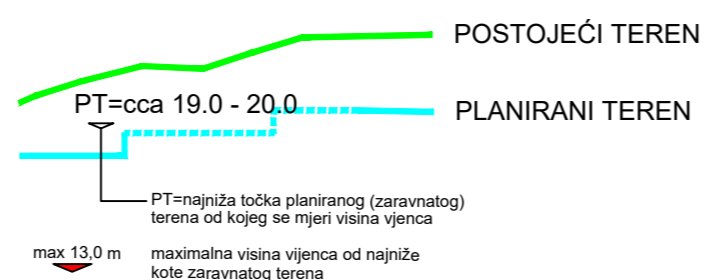 POSTOJEĆI TEREN
PT=cca 19.0 - 20.0
PLANIRANI TEREN
PT=najniža točka planiranog (zaravnatog)
terena od kojeg se mjeri visina vjenca
max 13,0 m
maximalna visina vijenca od najniže
kote zaravnatog terena